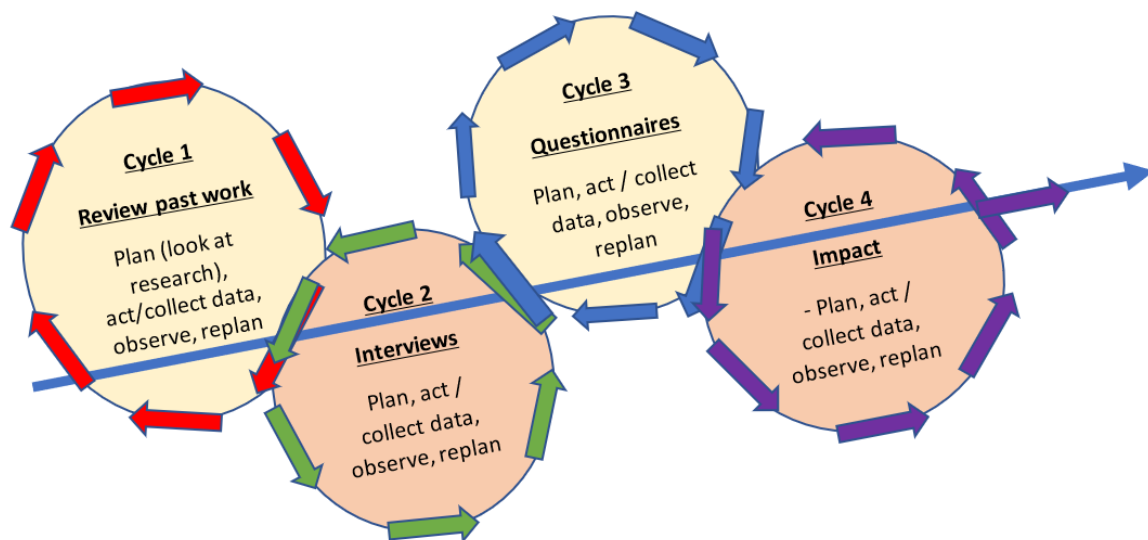 Cycle 1
Review past work
Plan (look at
research),
act/collect data,
observe, replan
Cycle 2
Interviews
Plan, act /
collect data,
observe, replan
Cycle 3
Questionnaires
Plan, act / collect
data, observe,
replan
Cycle 4
Impact
- Plan, act /
collect data,
observe, replan